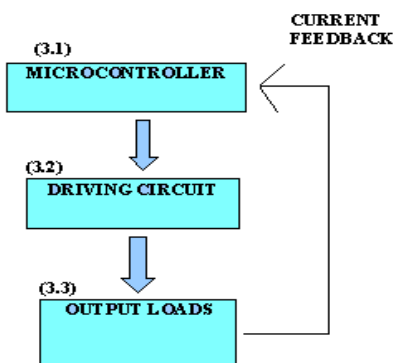 CURRENT
FEEDBACK
(3.1)
MICROCONTROLLER
(3.2)
DRIVING CIRCUIT
(3.3)
OUTPUT LOADS